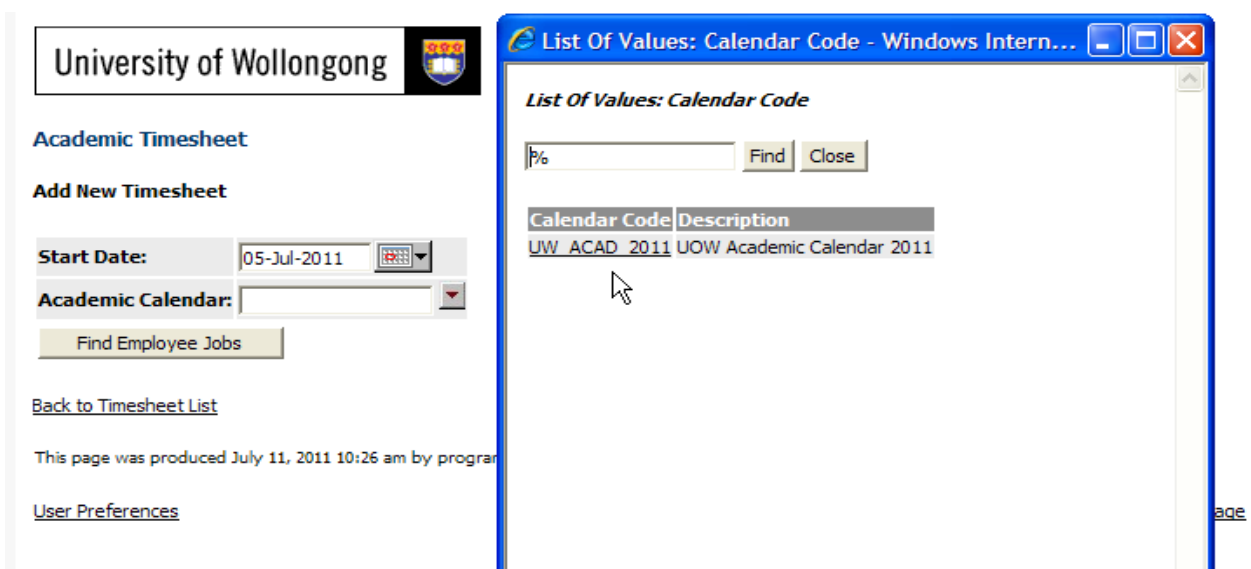 University of Wollongong
Academic Timesheet
Add New Timesheet
Start Date: 05-Jul-2011
Academic Calendar:
Find Employee Jobs
Back to Timesheet List
This page was produced July 11, 2011 10:26 am by
User Preferences
List Of Values: Calendar Code - Windows Intern...
List Of Values: Calendar Code
% Find Close
Calendar Code Description
UW_ACAD_2011 UOW Academic Calendar 2011